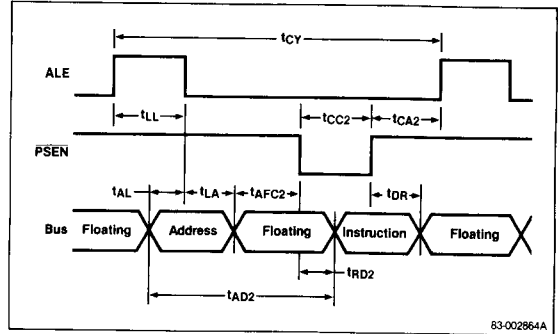 tCY
ALE
tLL
tCC2 tCA2
PSEN
tAL tLA tAFC2 tDR
Bus Floating Address Floating Instruction Floating
tRD2
tAD2
83-002864A